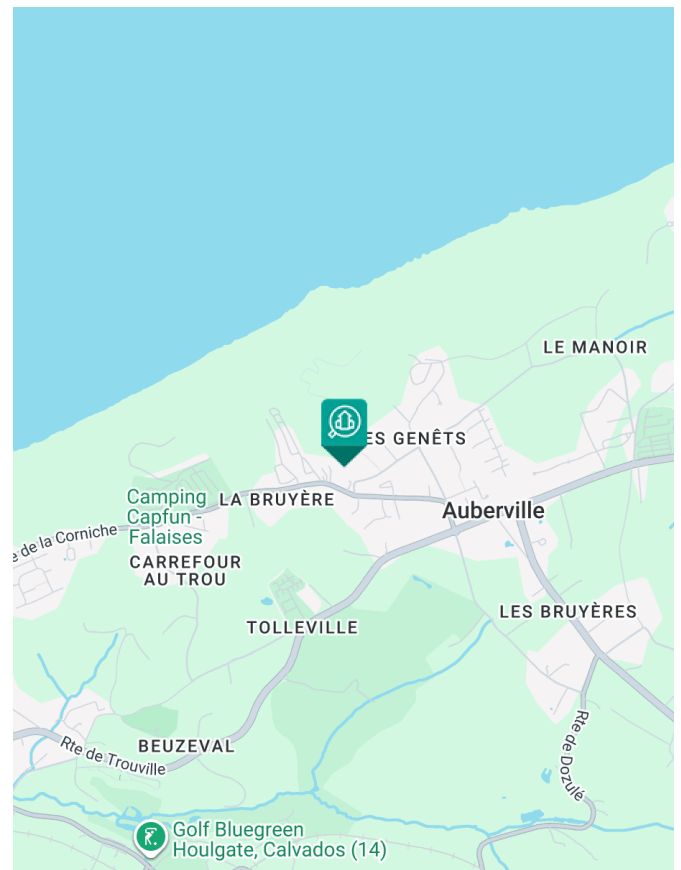 LE MANOIR
ES GENÊTS
Camping
Capfun -
Falaises
LA BRUYÈRE
Auberville
e de la Corniche
CARREFOUR
AU TROU
LES BRUYÈRES
TOLLEVILLE
Rte de Trouville
BEUZEVAL
Rte de Dozulé
Golf Bluegreen
Houlgate, Calvados (14)